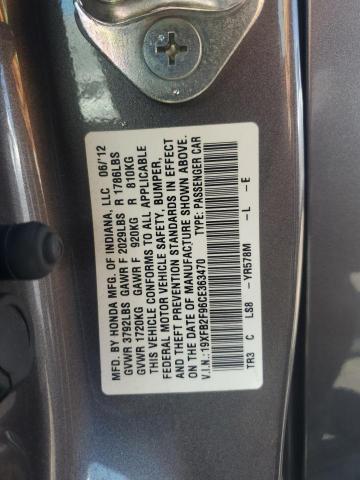 MFD. BY HONDA MFG. OF INDIANA, LLC 06/12
GVWR 3792LBS GAWR F 2029LBS R 1786LBS
GVWR 1720KG GAWR F 920KG R 810KG
THIS VEHICLE CONFORMS TO ALL APPLICABLE
FEDERAL MOTOR VEHICLE SAFETY, BUMPER,
AND THEFT PREVENTION STANDARDS IN EFFECT
ON THE DATE OF MANUFACTURE SHOWN ABOVE.
V.I.N.: 19XFB2F96CE363470 TYPE: PASSENGER CAR
TR3 C LS8 - YR578M - L - E